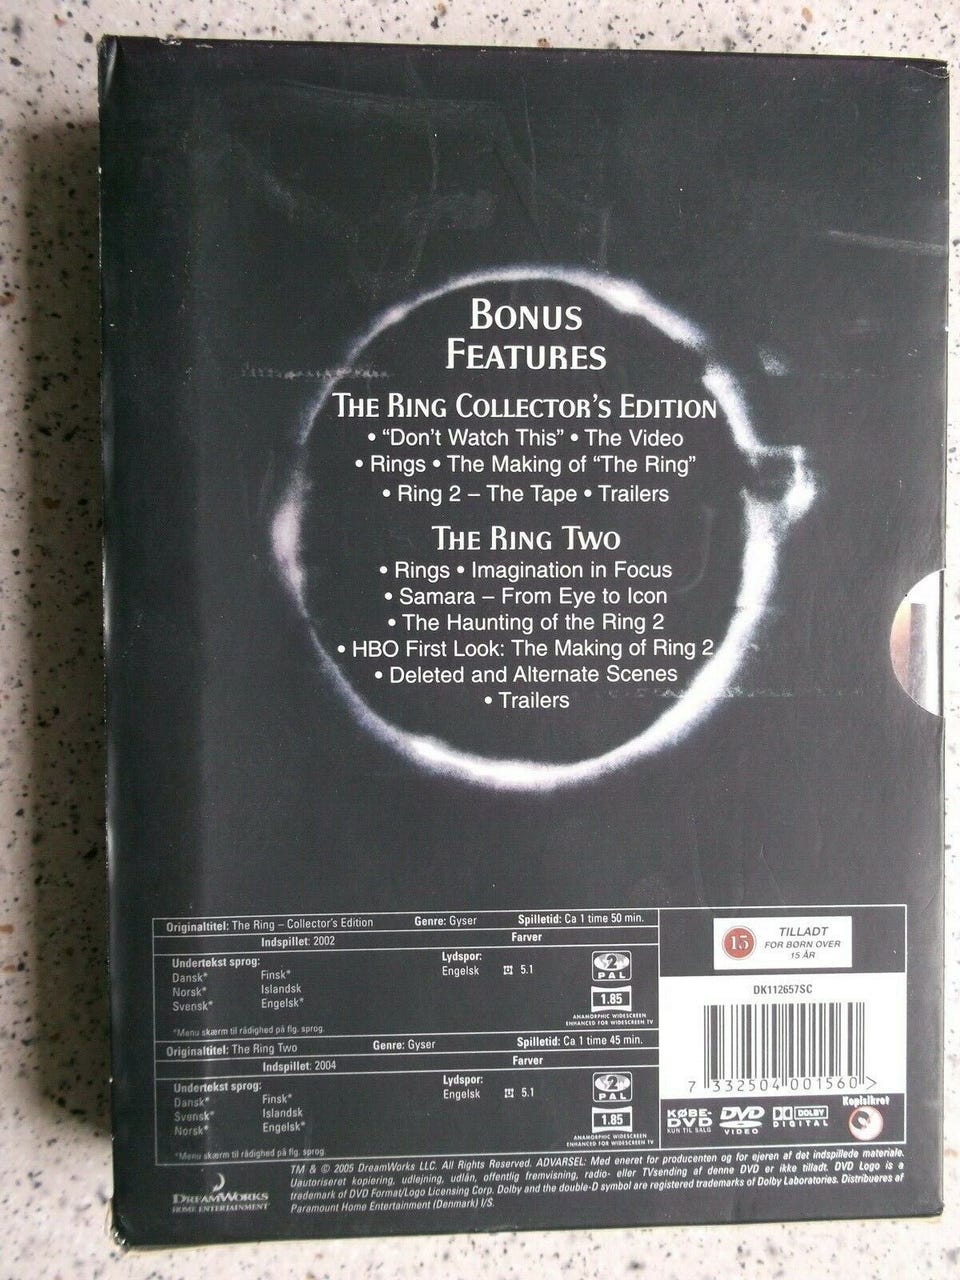 BONUS
FEATURES
THE RING COLLECTOR'S EDITION
• "Don't Watch This" • The Video
• Rings • The Making of "The Ring"
• Ring 2 – The Tape • Trailers
THE RING TWO
• Rings • Imagination in Focus
• Samara – From Eye to Icon
• The Haunting of the Ring 2
• HBO First Look: The Making of Ring 2
• Deleted and Alternate Scenes
• Trailers
Originaltitel: The Ring – Collector's Edition Genre: Gyser Spilletid: Ca 1 time 50 min.
Indspillet: 2002 Farver
Undertekst sprog: Lydspor:
Dansk* Finsk* Engelsk 5.1
Norsk* Islandsk
Svensk* Engelsk*
*Menu skærm til rådighed på flg. sprog.
2
PAL
1.85
ANAMORPHIC WIDESCREEN
ENHANCED FOR WIDESCREEN TV
Originaltitel: The Ring Two Genre: Gyser Spilletid: Ca 1 time 45 min.
Indspillet: 2004 Farver
Undertekst sprog: Lydspor:
Dansk* Finsk* Engelsk 5.1
Svensk* Islandsk
Norsk* Engelsk*
*Menu skærm til rådighed på flg. sprog.
2
PAL
1.85
ANAMORPHIC WIDESCREEN
ENHANCED FOR WIDESCREEN TV
15
TILLADT
FOR BØRN OVER
15 ÅR
DK112657SC
7 332504 001560 >
KØBE-
DVD
KUN TIL SALG
DVD
VIDEO
DOLBY
DIGITAL
Kopisikret
DREAMWORKS
HOME ENTERTAINMENT
TM & © 2005 DreamWorks LLC. All Rights Reserved. ADVARSEL: Med eneret for producenten og for ejeren af det indspillede materiale.
Uautoriseret kopiering, udlejning, udlån, offentlig fremvisning, radio- eller TVsending af denne DVD er ikke tilladt. DVD Logo is a
trademark of DVD Format/Logo Licensing Corp. Dolby and the double-D symbol are registered trademarks of Dolby Laboratories. Distribueres af
Paramount Home Entertainment (Denmark) I/S.